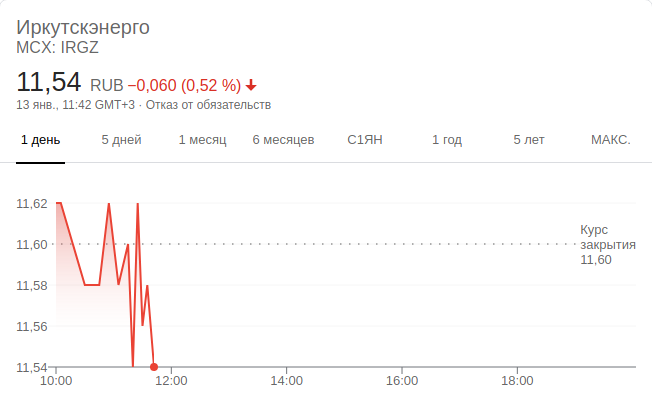 Иркутскэнерго
MCX: IRGZ
11,54 RUB −0,060 (0,52 %)
13 янв., 11:42 GMT+3 · Отказ от обязательств
1 день 5 дней 1 месяц 6 месяцев С1ЯН 1 год 5 лет МАКС.
11,62
11,60
11,58
11,56
11,54
Курс
закрытия
11,60
10:00 12:00 14:00 16:00 18:00